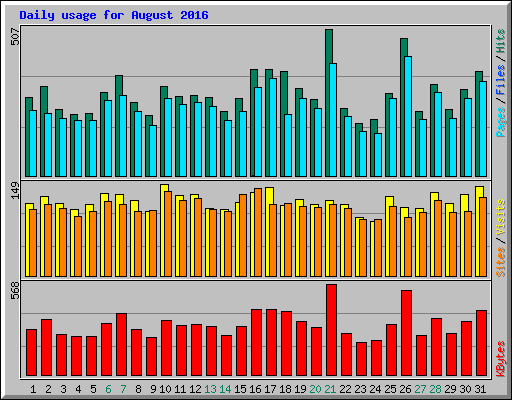 Daily usage for August 2016
507
Pages / Files / Hits
149
Sites / Visits
568
KBytes
1 2 3 4 5 6 7 8 9 10 11 12 13 14 15 16 17 18 19 20 21 22 23 24 25 26 27 28 29 30 31